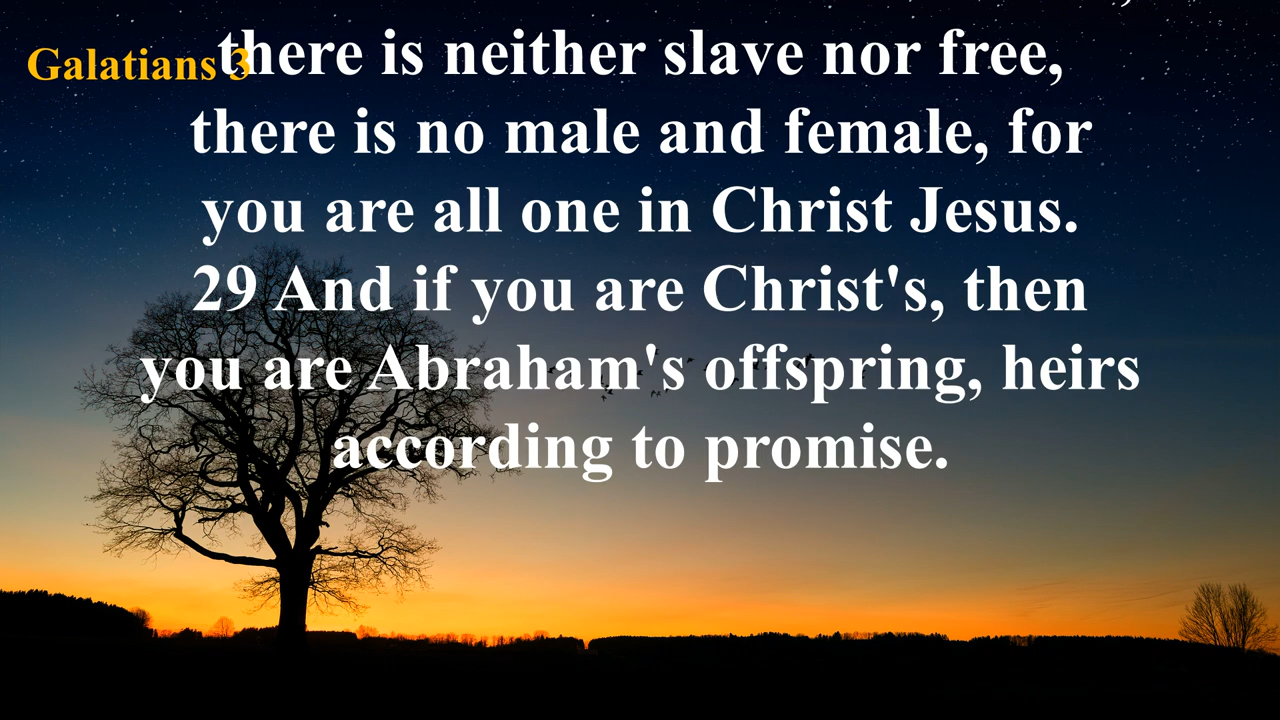 Galatians 3
there is neither slave nor free,
there is no male and female, for
you are all one in Christ Jesus.
29 And if you are Christ's, then
you are Abraham's offspring, heirs
according to promise.